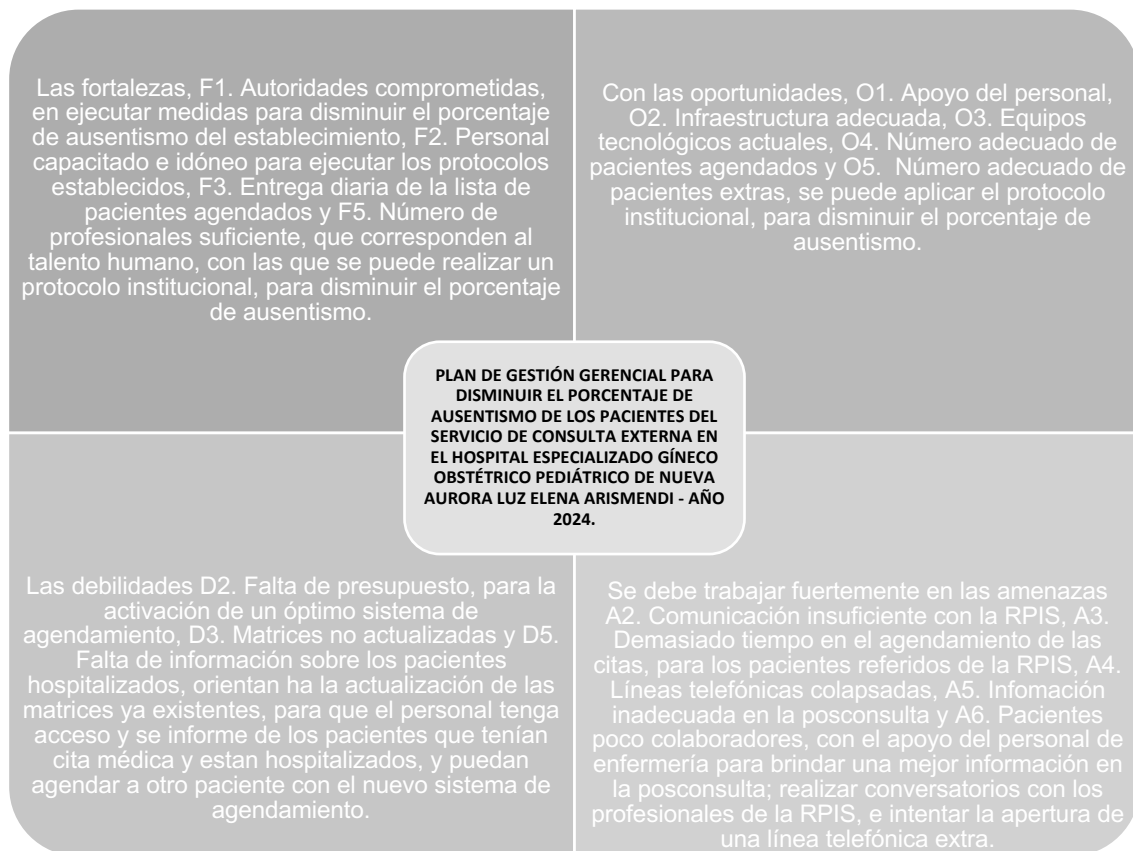 Las fortalezas, F1. Autoridades comprometidas,
en ejecutar medidas para disminuir el porcentaje
de ausentismo del establecimiento, F2. Personal
capacitado e idóneo para ejecutar los protocolos
establecidos, F3. Entrega diaria de la lista de
pacientes agendados y F5. Número de
profesionales suficiente, que corresponden al
talento humano, con las que se puede realizar un
protocolo institucional, para disminuir el porcentaje
de ausentismo.
Con las oportunidades, O1. Apoyo del personal,
O2. Infraestructura adecuada, O3. Equipos
tecnológicos actuales, O4. Número adecuado de
pacientes agendados y O5. Número adecuado de
pacientes extras, se puede aplicar el protocolo
institucional, para disminuir el porcentaje de
ausentismo.
PLAN DE GESTIÓN GERENCIAL PARA
DISMINUIR EL PORCENTAJE DE
AUSENTISMO DE LOS PACIENTES DEL
SERVICIO DE CONSULTA EXTERNA EN
EL HOSPITAL ESPECIALIZADO GÍNECO
OBSTÉTRICO PEDIÁTRICO DE NUEVA
AURORA LUZ ELENA ARISMENDI - AÑO
2024.
Las debilidades D2. Falta de presupuesto, para la
activación de un óptimo sistema de
agendamiento, D3. Matrices no actualizadas y D5.
Falta de información sobre los pacientes
hospitalizados, orientan ha la actualización de las
matrices ya existentes, para que el personal tenga
acceso y se informe de los pacientes que tenían
cita médica y estan hospitalizados, y puedan
agendar a otro paciente con el nuevo sistema de
agendamiento.
Se debe trabajar fuertemente en las amenazas
A2. Comunicación insuficiente con la RPIS, A3.
Demasiado tiempo en el agendamiento de las
citas, para los pacientes referidos de la RPIS, A4.
Líneas telefónicas colapsadas, A5. Infomación
inadecuada en la posconsulta y A6. Pacientes
poco colaboradores, con el apoyo del personal de
enfermería para brindar una mejor información en
la posconsulta; realizar conversatorios con los
profesionales de la RPIS, e intentar la apertura de
una línea telefónica extra.